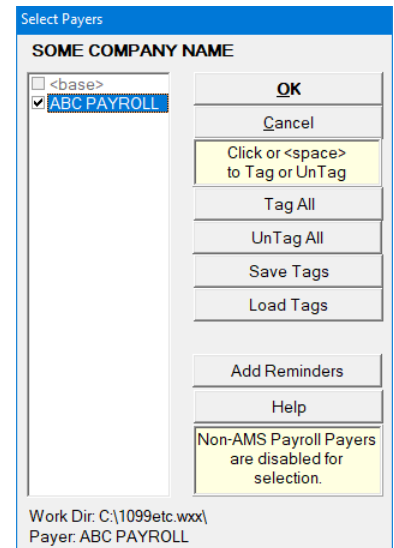 Select Payers
SOME COMPANY NAME
<base>
ABC PAYROLL
OK
Cancel
Click or <space>
to Tag or UnTag
Tag All
UnTag All
Save Tags
Load Tags
Add Reminders
Help
Non-AMS Payroll Payers
are disabled for
selection.
Work Dir: C:\1099etc.wxx\
Payer: ABC PAYROLL